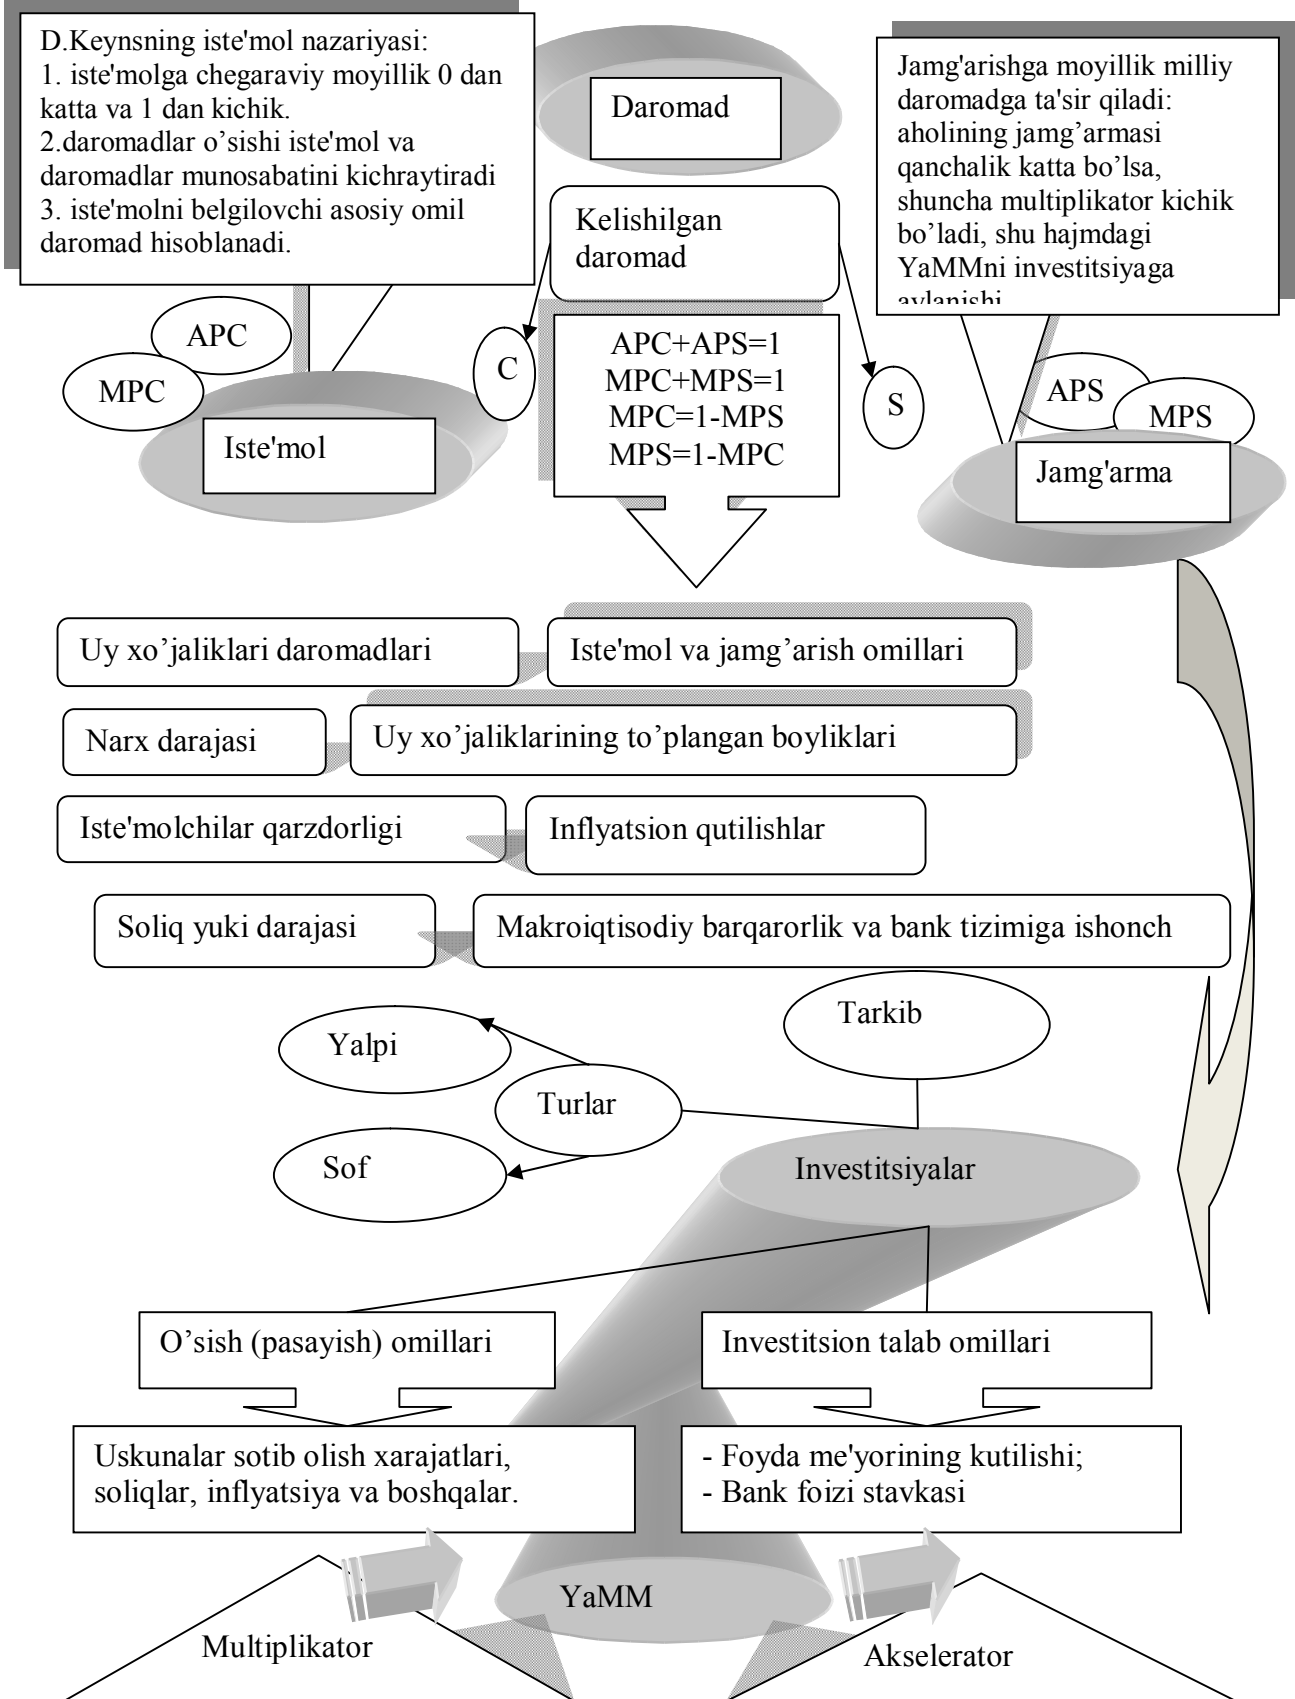 D.Keynsning iste'mol nazariyasi:
1. iste'molga chegaraviy moyillik 0 dan
katta va 1 dan kichik.
2.daromadlar o’sishi iste'mol va
daromadlar munosabatini kichraytiradi
3. iste'molni belgilovchi asosiy omil
daromad hisoblanadi.
Daromad
Jamg'arishga moyillik milliy
daromadga ta'sir qiladi:
aholining jamg’armasi
qanchalik katta bo’lsa,
shuncha multiplikator kichik
bo’ladi, shu hajmdagi
YaMMni investitsiyaga
aylanishi
Kelishilgan
daromad
APC
MPC
Iste'mol
C
APC+APS=1
MPC+MPS=1
MPC=1-MPS
MPS=1-MPC
S
APS
MPS
Jamg'arma
Uy xo’jaliklari daromadlari
Iste'mol va jamg’arish omillari
Narx darajasi
Uy xo’jaliklarining to’plangan boyliklari
Iste'molchilar qarzdorligi
Inflyatsion qutilishlar
Soliq yuki darajasi
Makroiqtisodiy barqarorlik va bank tizimiga ishonch
Tarkib
Yalpi
Turlar
Sof
Investitsiyalar
O’sish (pasayish) omillari
Investitsion talab omillari
Uskunalar sotib olish xarajatlari,
soliqlar, inflyatsiya va boshqalar.
- Foyda me'yorining kutilishi;
- Bank foizi stavkasi
YaMM
Multiplikator
Akselerator